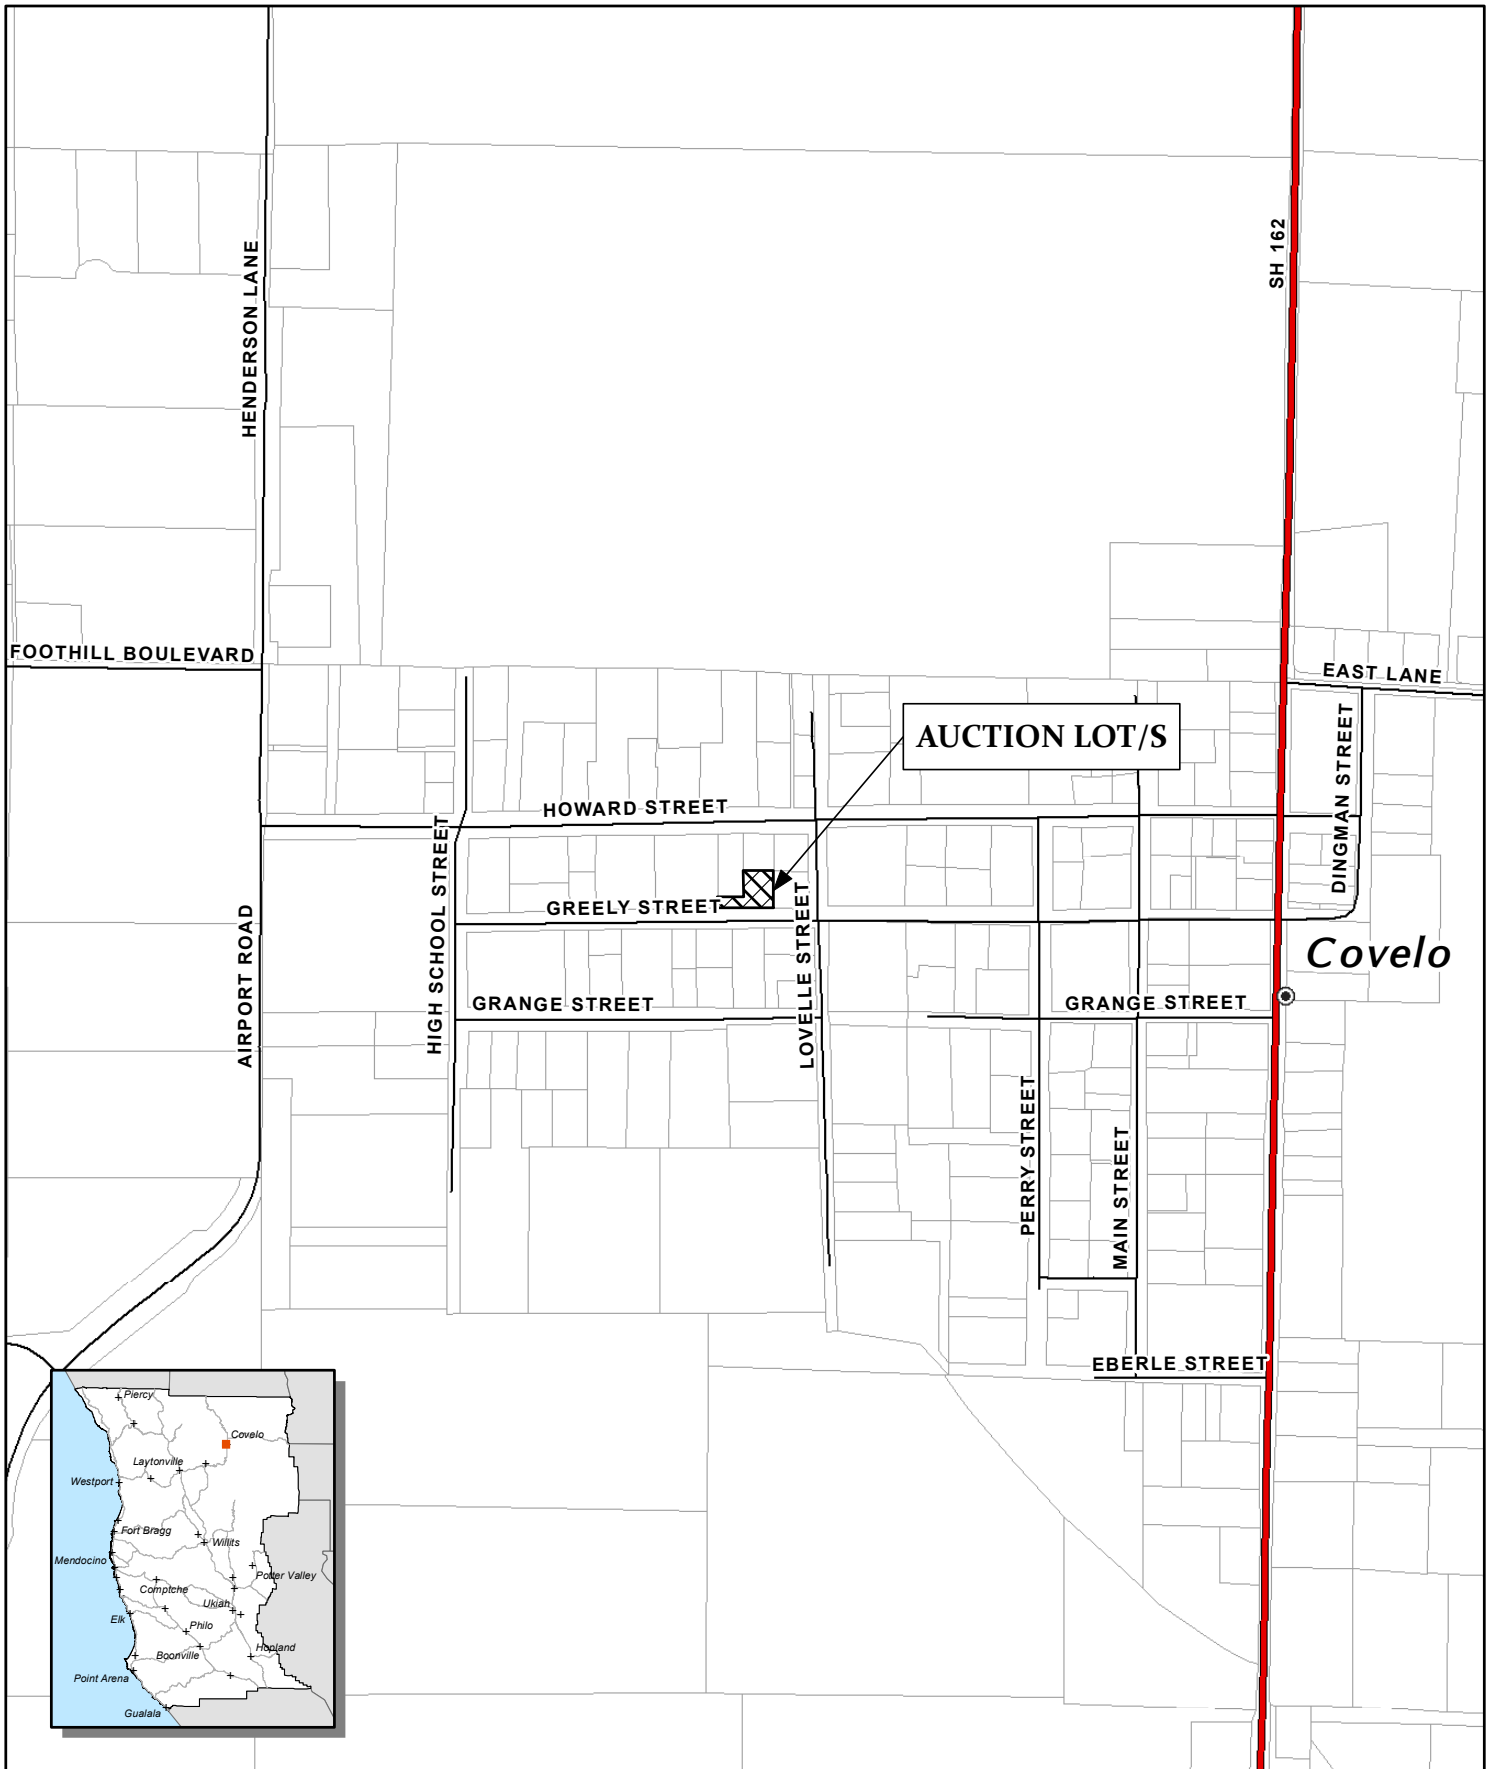 SH 162
HENDERSON LANE
FOOTHILL BOULEVARD
EAST LANE
AUCTION LOT/S
DINGMAN STREET
HOWARD STREET
HIGH SCHOOL STREET
GREELY STREET
LOVELLE STREET
AIRPORT ROAD
Covelo
GRANGE STREET
GRANGE STREET
PERRY STREET
MAIN STREET
EBERLE STREET
Piercy
Covelo
Laytonville
Westport
Fort Bragg
Willits
Mendocino
Potter Valley
Comptche
Ukiah
Elk
Philo
Hopland
Boonville
Point Arena
Gualala